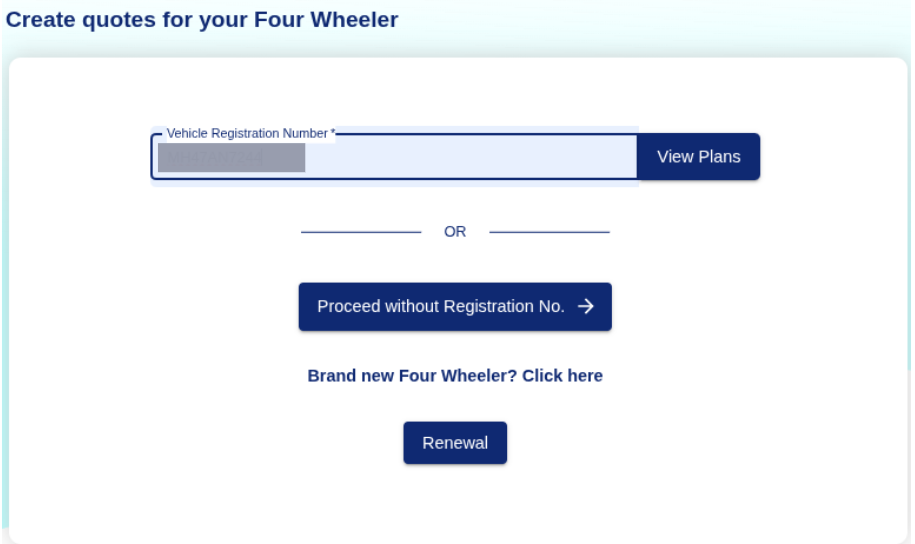 Create quotes for your Four Wheeler
Vehicle Registration Number *
View Plans
OR
Proceed without Registration No. →
Brand new Four Wheeler? Click here
Renewal